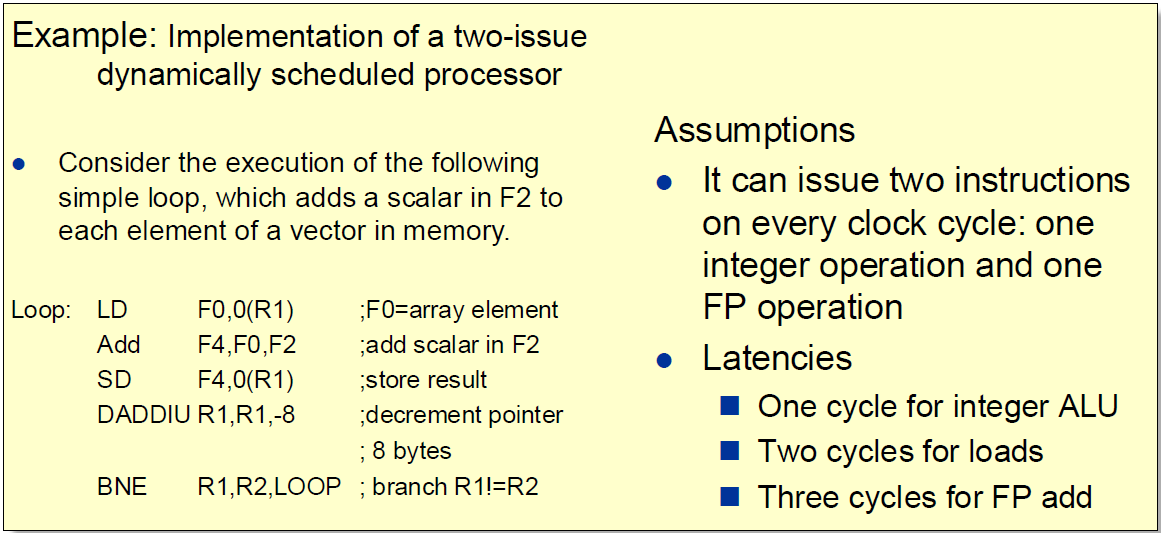 Example: Implementation of a two-issue
dynamically scheduled processor
Consider the execution of the following
simple loop, which adds a scalar in F2 to
each element of a vector in memory.
Loop: LD F0,0(R1) ;F0=array element
Add F4,F0,F2 ;add scalar in F2
SD F4,0(R1) ;store result
DADDIU R1,R1,-8 ;decrement pointer
; 8 bytes
BNE R1,R2,LOOP ; branch R1!=R2
Assumptions
It can issue two instructions
on every clock cycle: one
integer operation and one
FP operation
Latencies
One cycle for integer ALU
Two cycles for loads
Three cycles for FP add